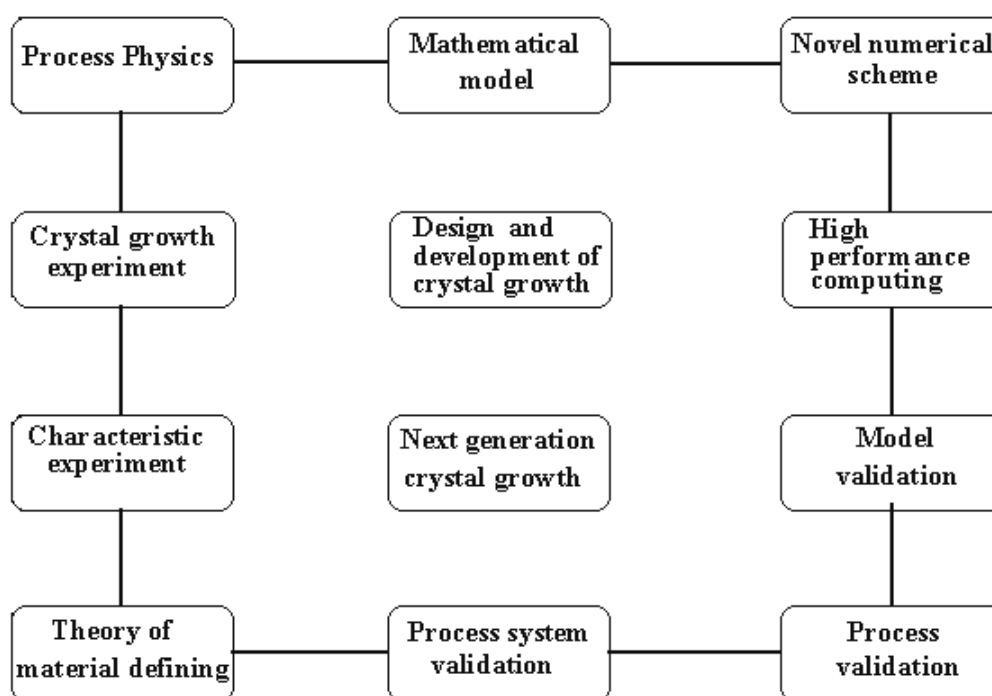 Process Physics
Mathematical
model
Novel numerical
scheme
Crystal growth
experiment
Design and
development of
crystal growth
High
performance
computing
Characteristic
experiment
Next generation
crystal growth
Model
validation
Theory of
material defining
Process system
validation
Process
validation